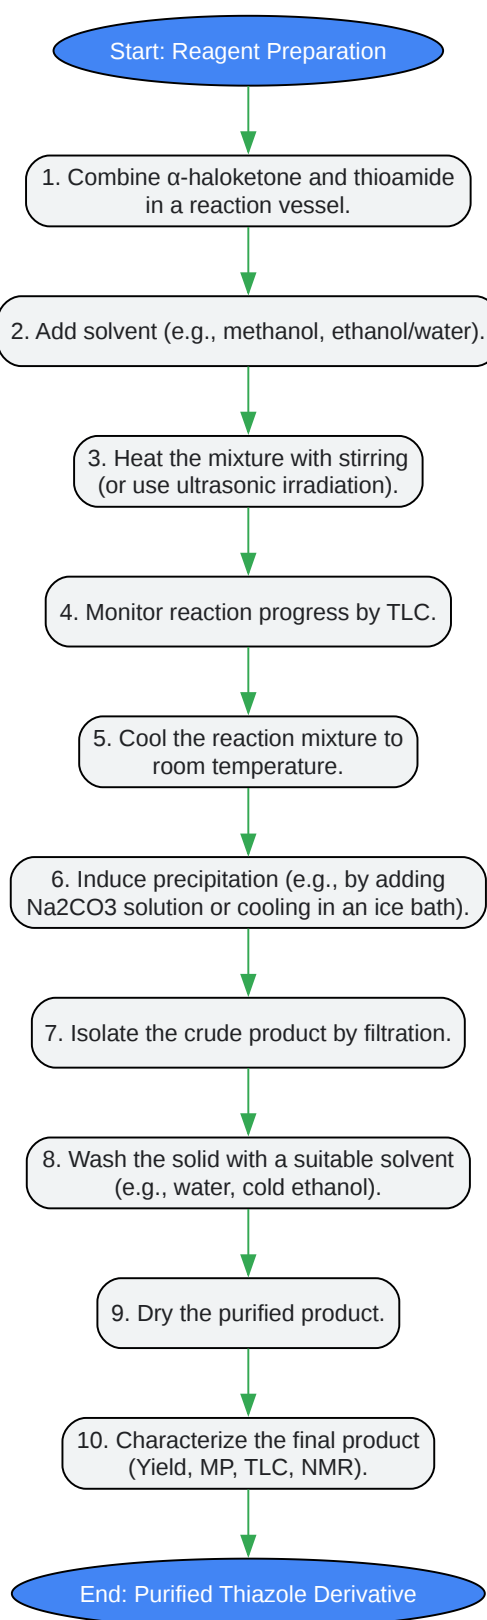 Start: Reagent Preparation
1. Combine α-haloketone and thioamide
in a reaction vessel.
2. Add solvent (e.g., methanol, ethanol/water).
3. Heat the mixture with stirring
(or use ultrasonic irradiation).
4. Monitor reaction progress by TLC.
5. Cool the reaction mixture to
room temperature.
6. Induce precipitation (e.g., by adding
Na2CO3 solution or cooling in an ice bath).
7. Isolate the crude product by filtration.
8. Wash the solid with a suitable solvent
(e.g., water, cold ethanol).
9. Dry the purified product.
10. Characterize the final product
(Yield, MP, TLC, NMR).
End: Purified Thiazole Derivative